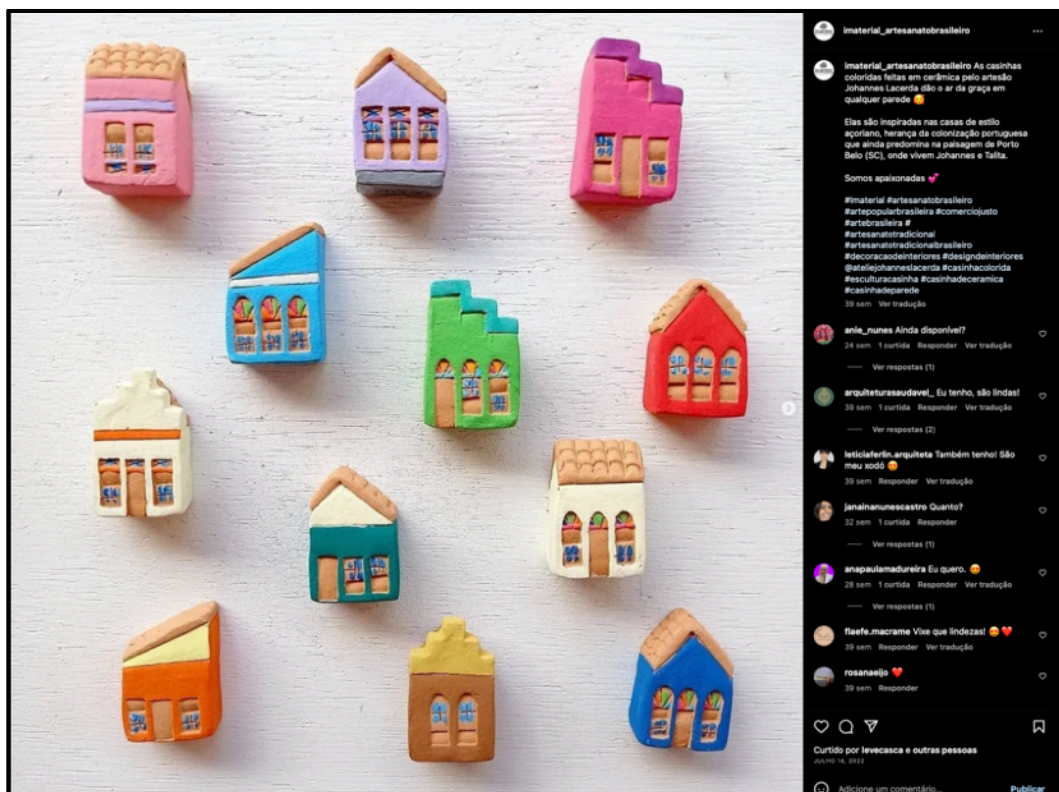 imaterial_artesanatobrasileiro
imaterial_artesanatobrasileiro As casinhas
coloridas feitas em cerâmica pelo artesão
Johannes Lacerda dão o ar da graça em
qualquer parede 🥰
Elas são inspiradas nas casas de estilo
açoriano, herança da colonização portuguesa
que ainda predomina na paisagem de Porto
Belo (SC), onde vivem Johannes e Talita.
Somos apaixonadas 💕
#imaterial #artesanatobrasileiro
#artepopularbrasileira #comerciojusto
#artebrasileira #
#artesanatotradicional
#artesanatotradicionalbrasileiro
#decoracaodeinteriores #designdeinteriores
@ateliejohanneslacerda #casinhacolorida
#esculturacasinha #casinhadeceramica
#casinhadeparede
39 sem Ver tradução
anie_nunes Ainda disponível?
24 sem 1 curtida Responder Ver tradução
Ver respostas (1)
arquiteturasaudavel_ Eu tenho, são lindas!
39 sem 1 curtida Responder Ver tradução
Ver respostas (2)
leticiaferlin.arquiteta Também tenho! São
meu xodó 😍
39 sem Responder Ver tradução
janainanunescastro Quanto?
32 sem 1 curtida Responder
Ver respostas (1)
anapaulamadureira Eu quero. 😍
28 sem 1 curtida Responder Ver tradução
Ver respostas (1)
flaefe.macrame Vixe que lindezas! 😍❤️
39 sem Responder Ver tradução
rosanaeijo ❤️
39 sem Responder
Curtido por levecasca e outras pessoas
JULHO 14, 2022
Adicione um comentário... Publicar